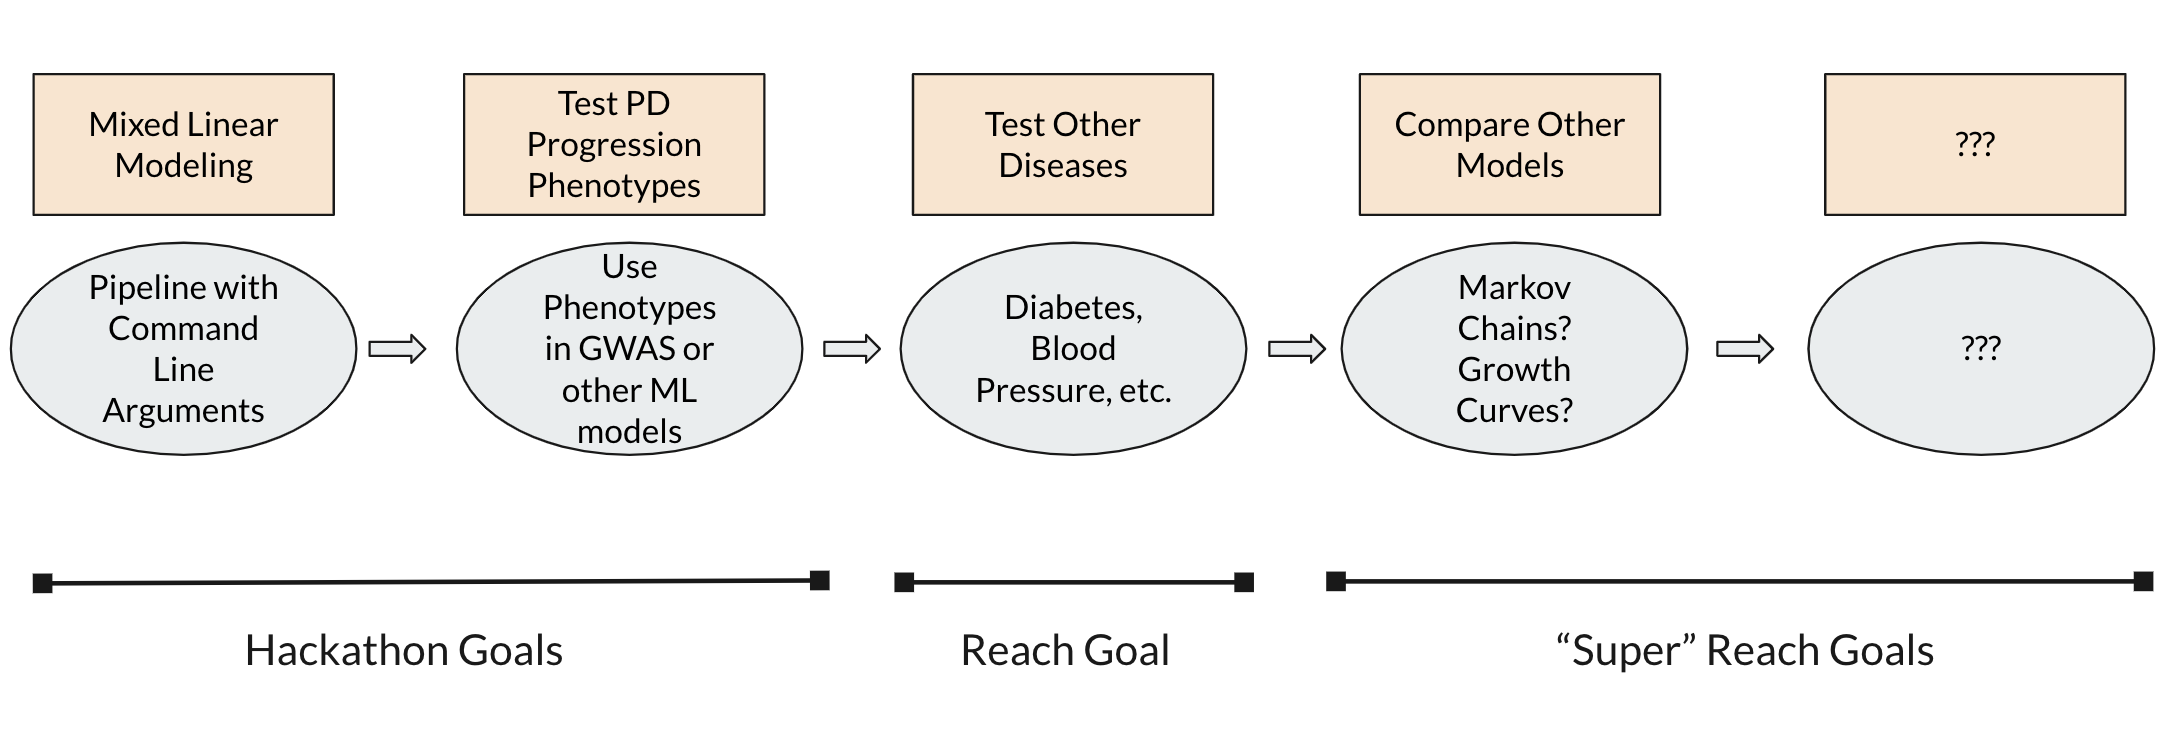 Mixed Linear
Modeling
Test PD
Progression
Phenotypes
Test Other
Diseases
Compare Other
Models
???
Pipeline with
Command
Line
Arguments
Use
Phenotypes
in GWAS or
other ML
models
Diabetes,
Blood
Pressure, etc.
Markov
Chains?
Growth
Curves?
???
Hackathon Goals
Reach Goal
“Super” Reach Goals